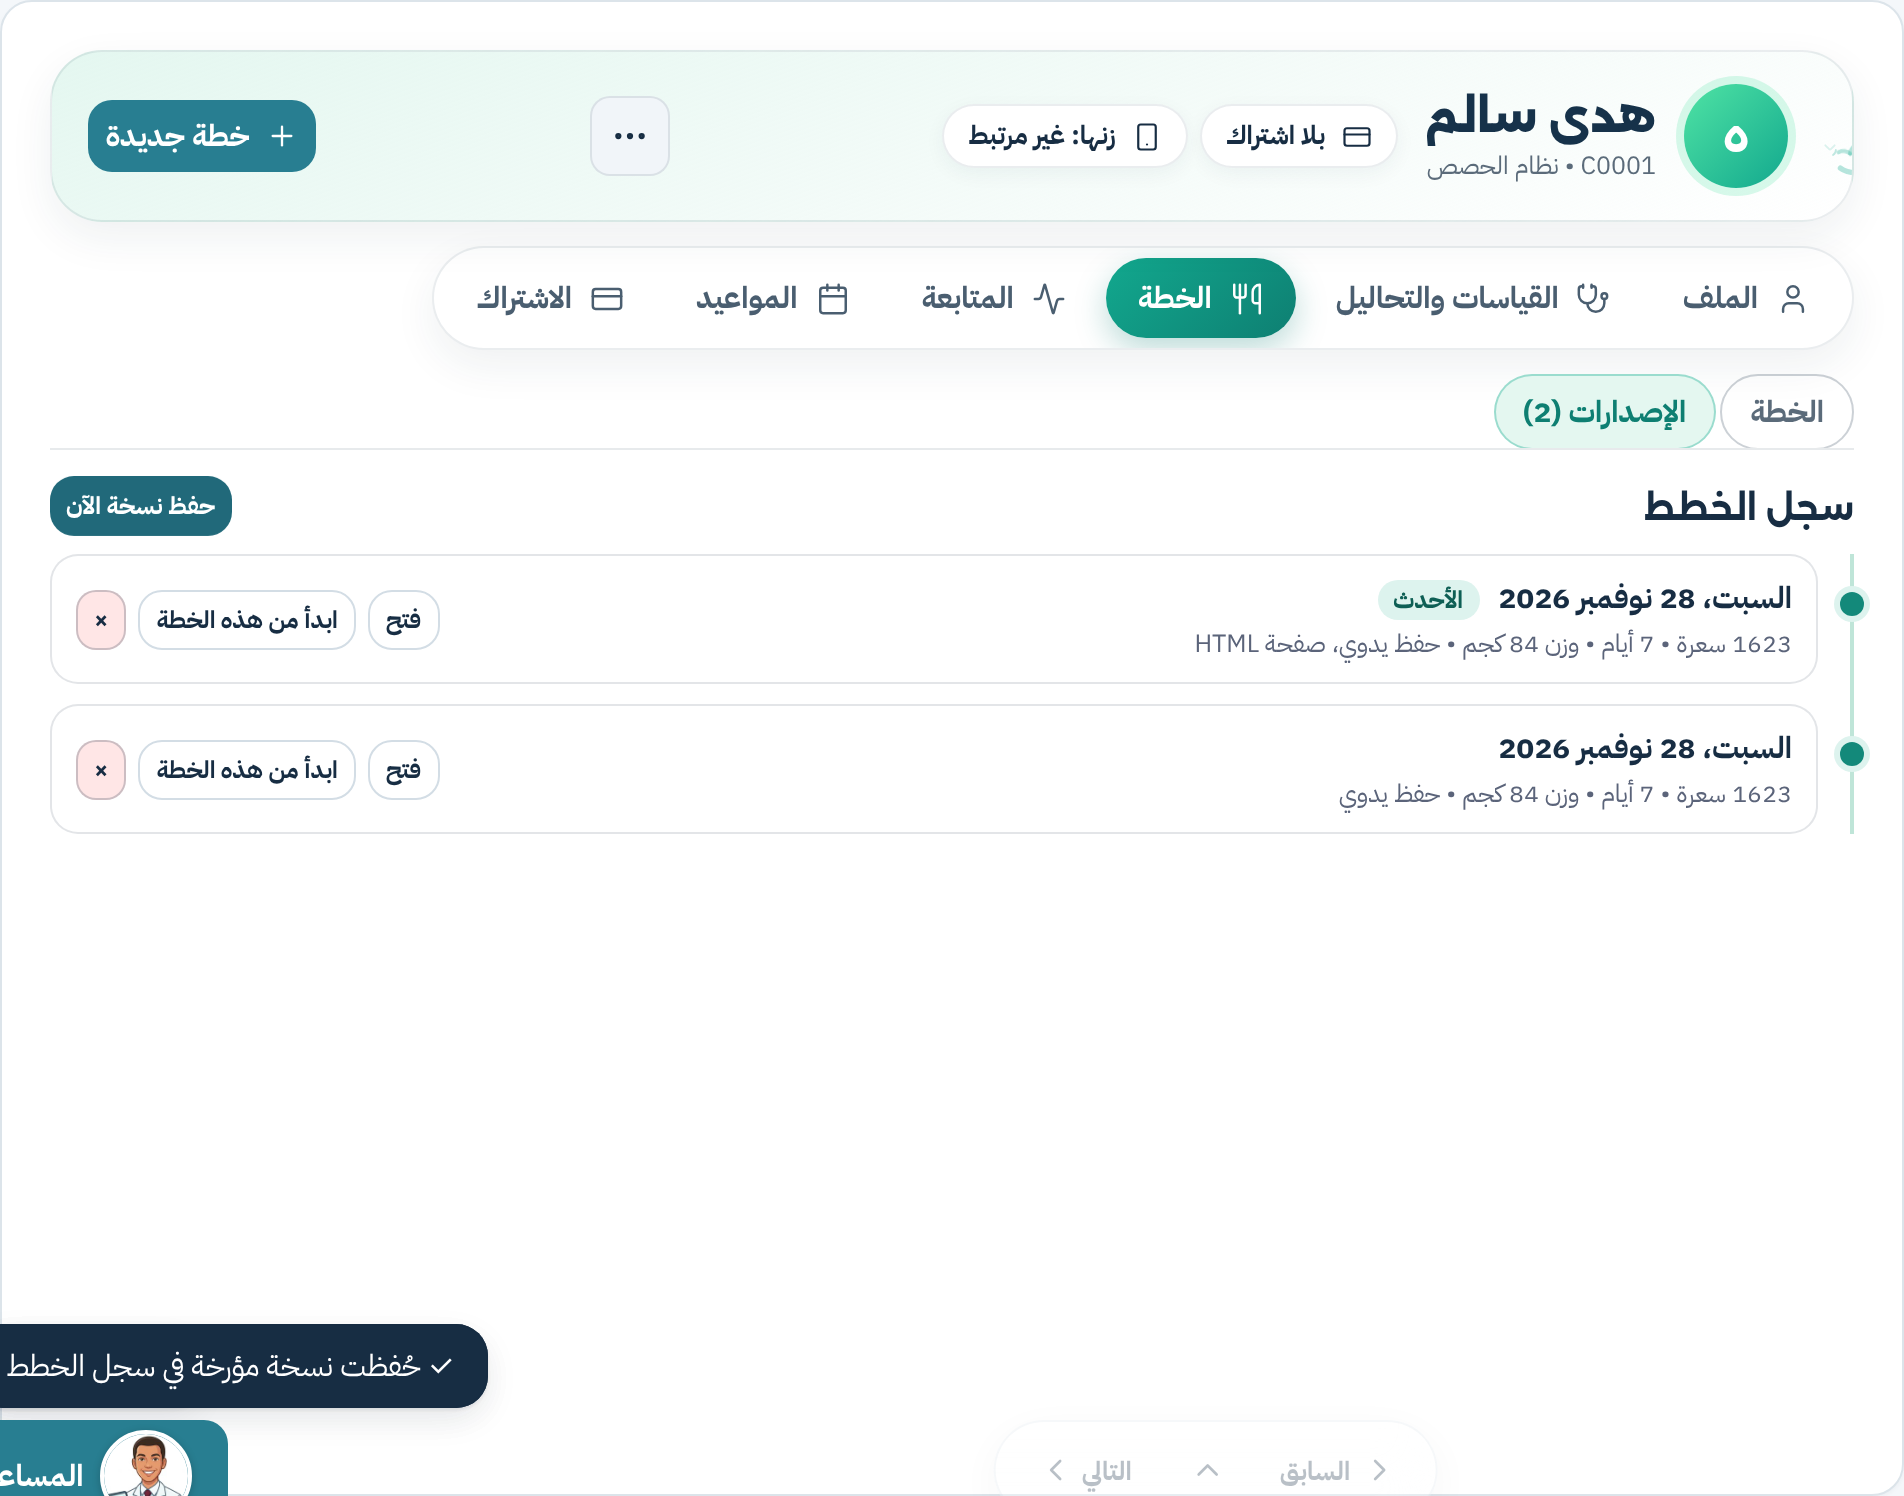 هدى سالم
C0001 • نظام الحصص
بلا اشتراك
زنها: غير مرتبط
خطة جديدة
الملف
القياسات والتحاليل
الخطة
المتابعة
المواعيد
الاشتراك
الخطة
الإصدارات (2)
سجل الخطط
حفظ نسخة الآن
السبت، 28 نوفمبر 2026 الأحدث
1623 سعرة • 7 أيام • وزن 84 كجم • حفظ يدوي، صفحة HTML
فتح
ابدأ من هذه الخطة
×
السبت، 28 نوفمبر 2026
1623 سعرة • 7 أيام • وزن 84 كجم • حفظ يدوي
فتح
ابدأ من هذه الخطة
×
✓ حُفظت نسخة مؤرخة في سجل الخطط
السابق
التالي